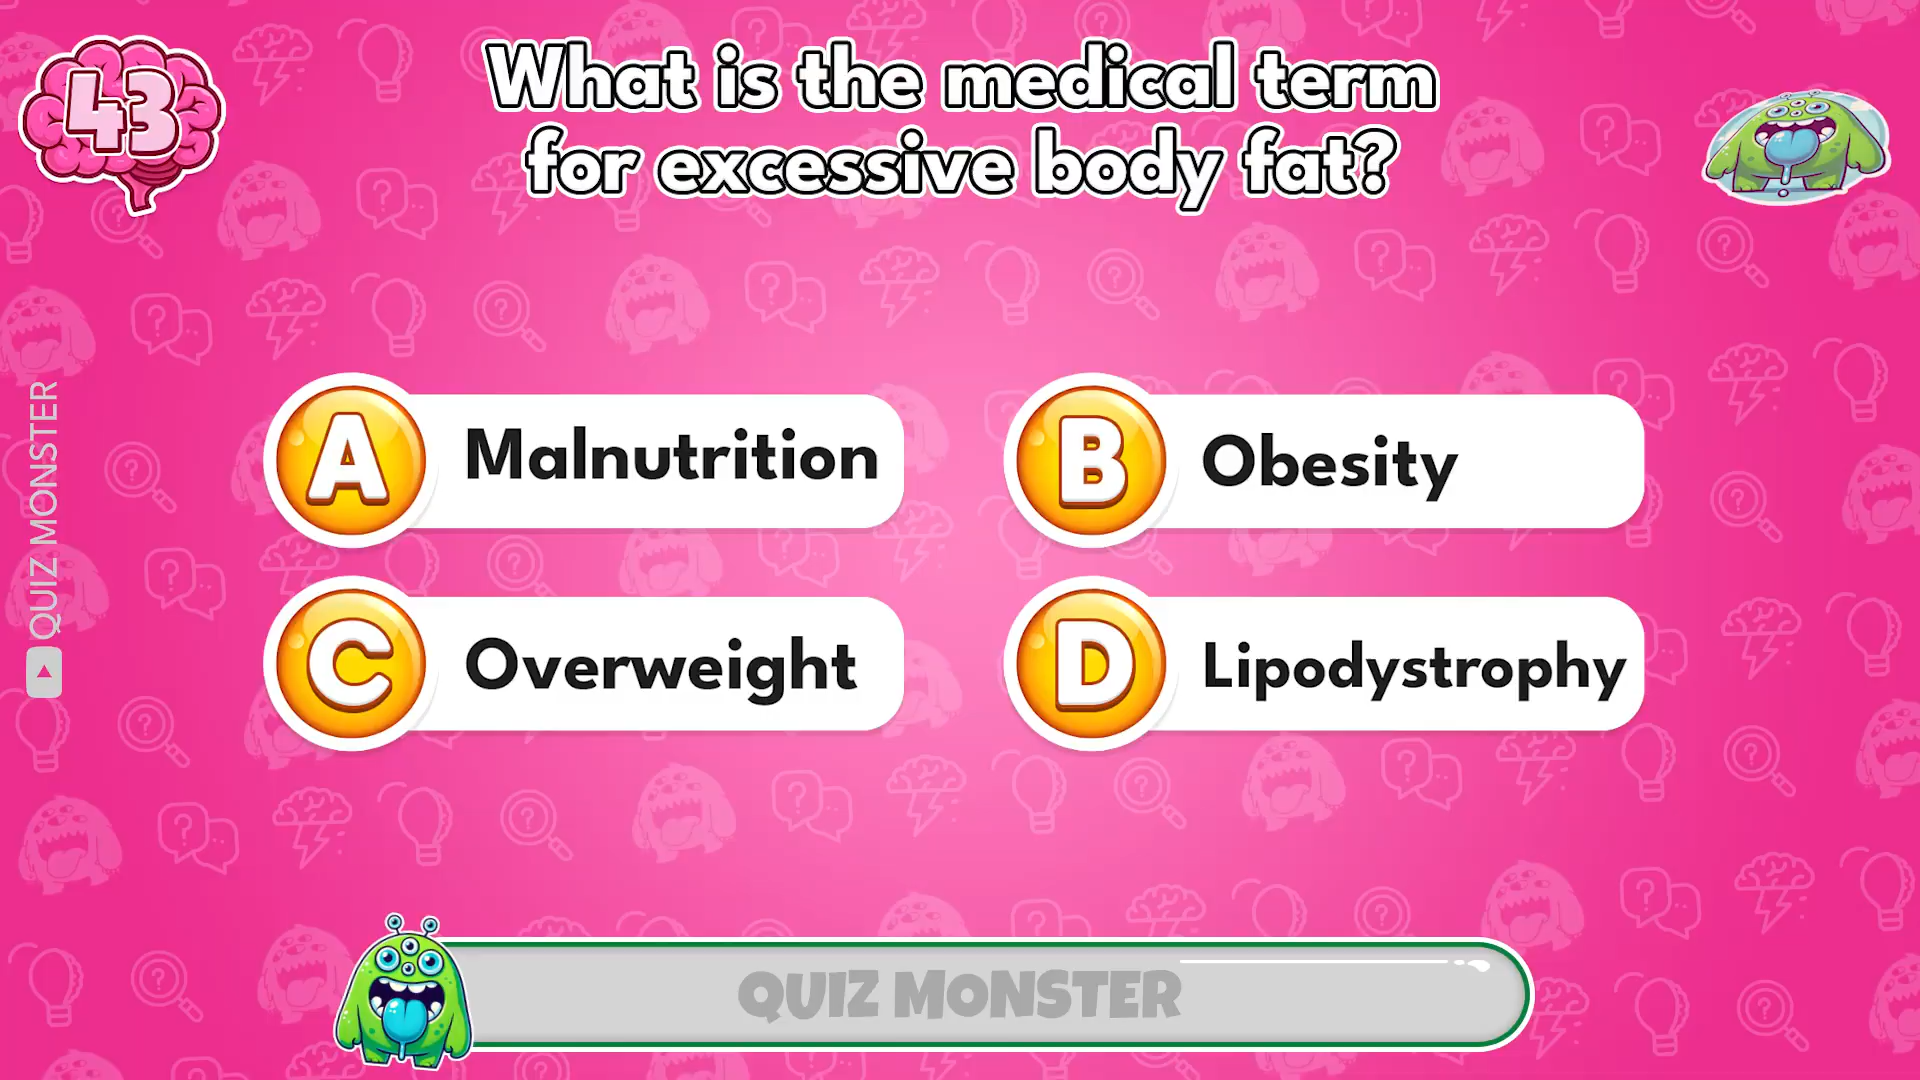 43
What is the medical term
for excessive body fat?
A Malnutrition
B Obesity
C Overweight
D Lipodystrophy
QUIZ MONSTER
QUIZ MONSTER